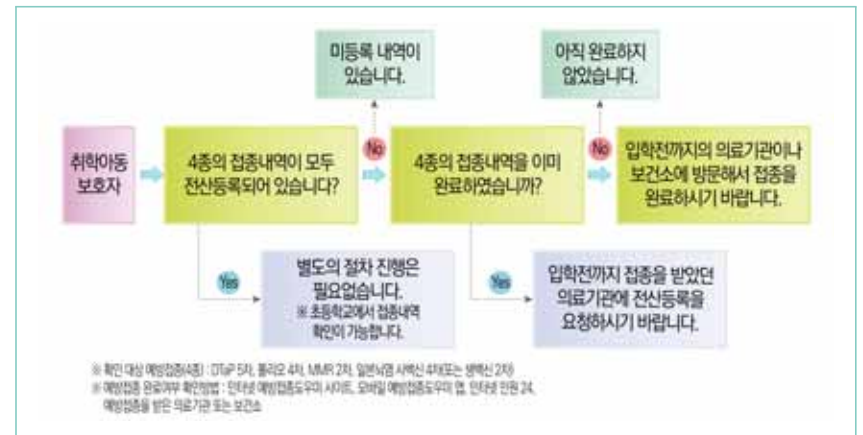 미등록 내역이
있습니다.
아직 완료하지
않았습니다.
취학아동
보호자
4종의 접종내역이 모두
전산등록되어 있습니다?
No
4종의 접종내역을 이미
완료하였습니까?
No
입학전까지의 의료기관이나
보건소에 방문해서 접종을
완료하시기 바랍니다.
Yes
별도의 절차 진행은
필요없습니다.
※ 초등학교에서 접종내역
확인이 가능합니다.
Yes
입학전까지 접종을 받았던
의료기관에 전산등록을
요청하시기 바랍니다.
※ 확인 대상 예방접종(4종) : DTaP 5차, 폴리오 4차, MMR 2차, 일본뇌염 사백신 4차(또는 생백신 2차)
※ 예방접종 완료여부 확인방법 : 인터넷 예방접종도우미 사이트, 모바일 예방접종도우미 앱, 인터넷 민원 24,
예방접종을 받은 의료기관 또는 보건소